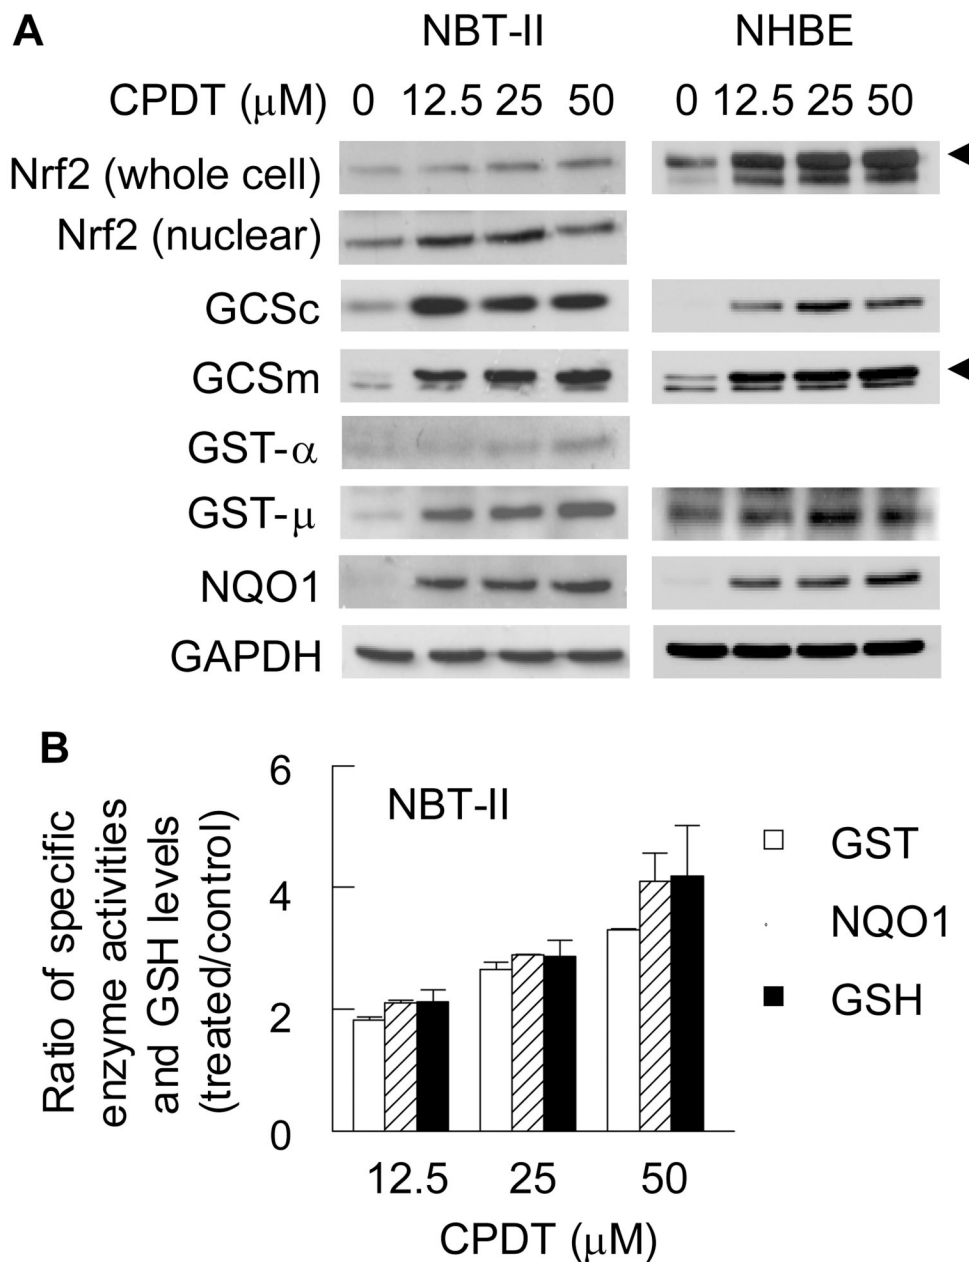 A
NBT-II NHBE
CPDT (μM) 0 12.5 25 50 0 12.5 25 50
Nrf2 (whole cell)
Nrf2 (nuclear)
GCSc
GCSm
GST-α
GST-μ
NQO1
GAPDH
B
Ratio of specific
enzyme activities
and GSH levels
(treated/control)
6
4
2
0
NBT-II
GST
NQO1
GSH
12.5 25 50
CPDT (μM)